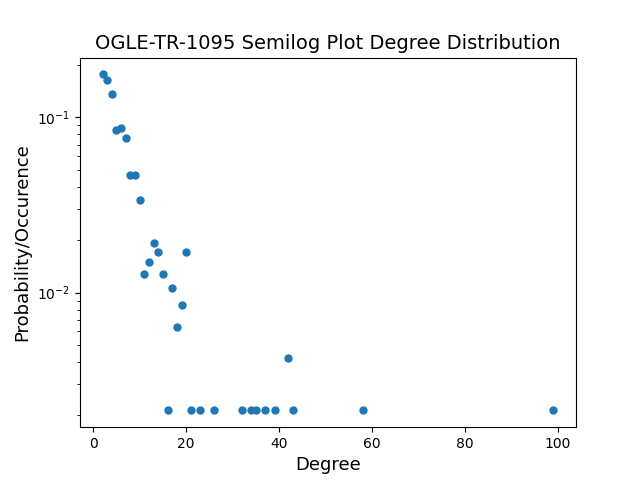 OGLE-TR-1095 Semilog Plot Degree Distribution
Probability/Occurence
10⁻¹
10⁻²
0 20 40 60 80 100
Degree